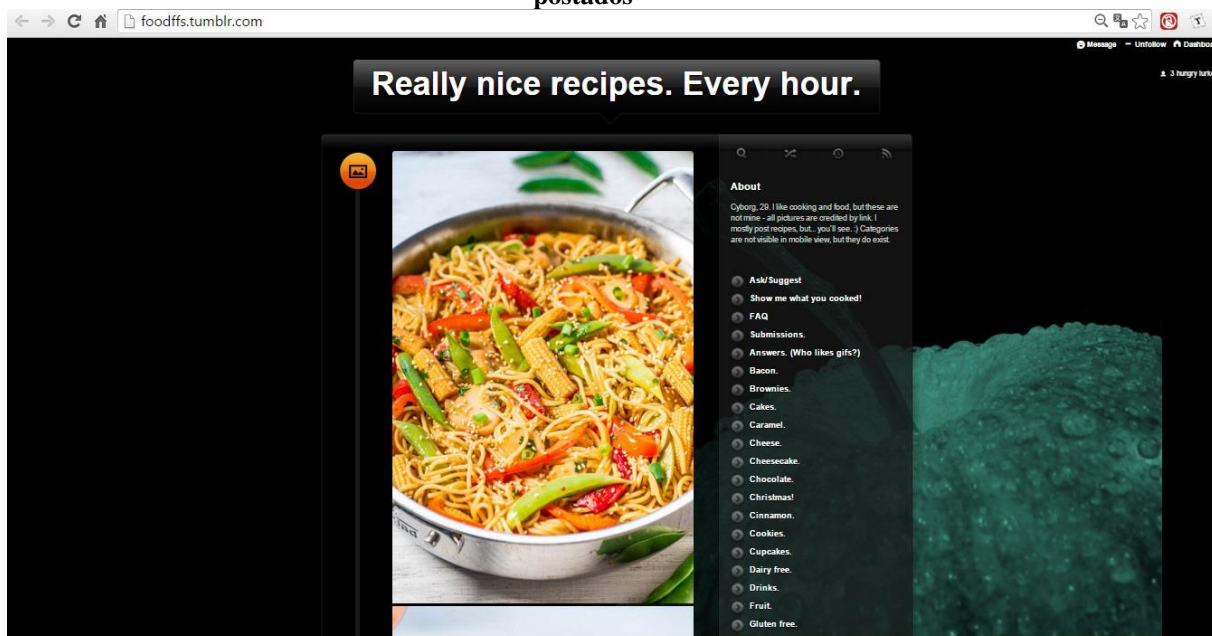 postados
foodffs.tumblr.com
Message – Unfollow
3 hungry
Really nice recipes. Every hour.
About
Cyborg, 29. I like cooking and food, but these are
not mine - all pictures are credited by link. I
mostly post recipes, but... you'll see. :) Categories
are not visible in mobile view, but they do exist.
Ask/Suggest
Show me what you cooked!
FAQ
Submissions.
Answers. (Who likes gifs?)
Bacon.
Brownies.
Cakes.
Caramel.
Cheese.
Cheesecake.
Chocolate.
Christmas!
Cinnamon.
Cookies.
Cupcakes.
Dairy free.
Drinks.
Fruit.
Gluten free.